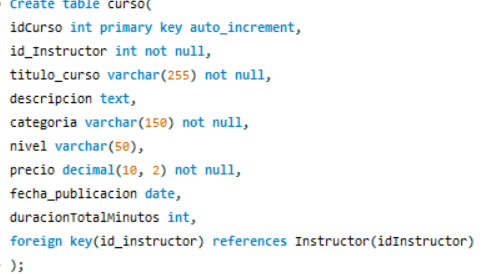 Create table curso(
idCurso int primary key auto_increment,
id_Instructor int not null,
titulo_curso varchar(255) not null,
descripcion text,
categoria varchar(150) not null,
nivel varchar(50),
precio decimal(10, 2) not null,
fecha_publicacion date,
duracionTotalMinutos int,
foreign key(id_instructor) references Instructor(idInstructor)
);